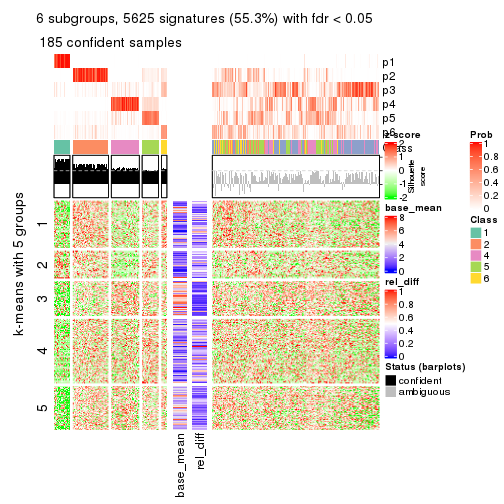 6 subgroups, 5625 signatures (55.3%) with fdr < 0.05
185 confident samples
p1
p2
p3
p4
p5
p6
Class
z-score
2
1
0
-1
-2
Silhouette
score
Prob
1
0.8
0.6
0.4
0.2
0
Class
1
2
4
5
6
base_mean
8
6
4
2
0
rel_diff
1
0.8
0.6
0.4
0.2
0
Status (barplots)
confident
ambiguous
k-means with 5 groups
1
2
3
4
5
base_mean
rel_diff